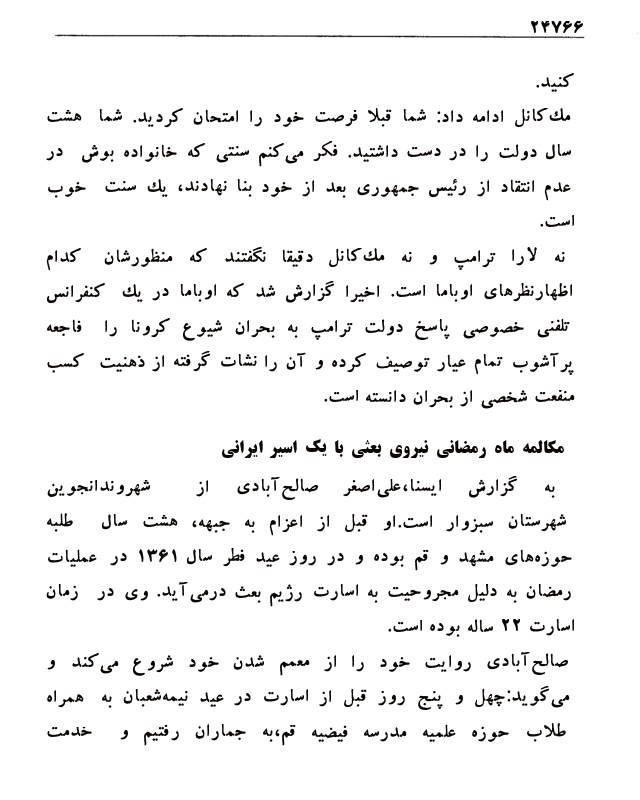 ۲۴۷۶۶
کنید.
مك‌كانل ادامه داد: شما قبلا فرصت خود را امتحان کردید. شما هشت
سال دولت را در دست داشتید. فکر می‌کنم سنتی که خانواده بوش در
عدم انتقاد از رئیس جمهوری بعد از خود بنا نهادند، یك سنت خوب
است.
نه لارا ترامپ و نه مك‌كانل دقیقا نگفتند که منظورشان کدام
اظهارنظرهای اوباما است. اخیرا گزارش شد که اوباما در یك کنفرانس
تلفنی خصوصی پاسخ دولت ترامپ به بحران شیوع کرونا را فاجعه
پرآشوب تمام عیار توصیف کرده و آن را نشات گرفته از ذهنیت کسب
منفعت شخصی از بحران دانسته است.
مکالمه ماه رمضانی نیروی بعثی با یک اسیر ایرانی
به گزارش ایسنا،علی‌اصغر صالح‌آبادی از شهروندانجوین
شهرستان سبزوار است.او قبل از اعزام به جبهه، هشت سال طلبه
حوزه‌های مشهد و قم بوده و در روز عید فطر سال ۱۳۶۱ در عملیات
رمضان به دلیل مجروحیت به اسارت رژیم بعث درمی‌آید. وی در زمان
اسارت ۲۲ ساله بوده است.
صالح‌آبادی روایت خود را از معمم شدن خود شروع می‌کند و
می‌گوید:چهل و پنج روز قبل از اسارت در عید نیمه‌شعبان به همراه
طلاب حوزه علمیه مدرسه فیضیه قم،به جماران رفتیم و خدمت